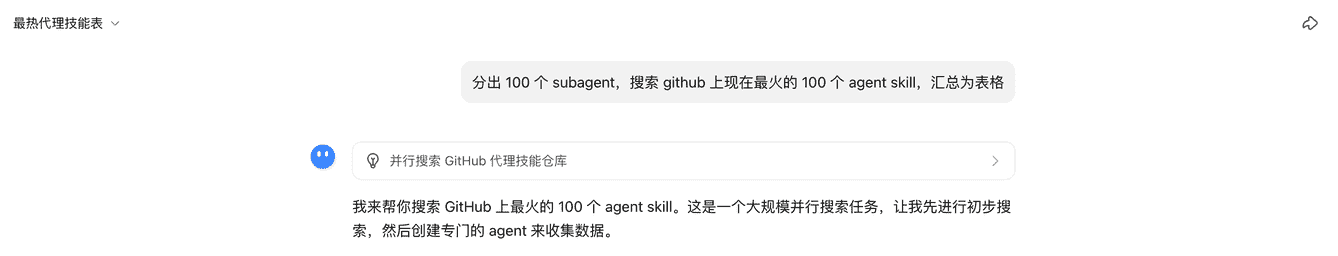 最热代理技能表
分出 100 个 subagent，搜索 github 上现在最火的 100 个 agent skill，汇总为表格
并行搜索 GitHub 代理技能仓库
我来帮你搜索 GitHub 上最火的 100 个 agent skill。这是一个大规模并行搜索任务，让我先进行初步搜
索，然后创建专门的 agent 来收集数据。